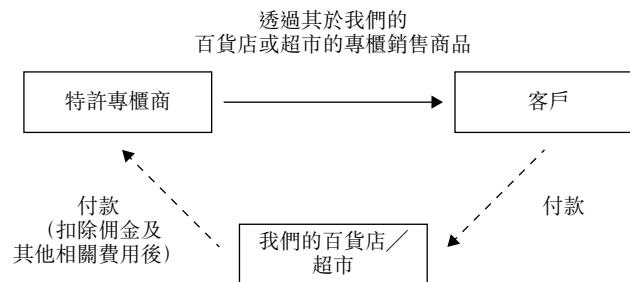 透過其於我們的
百貨店或超市的專櫃銷售商品
特許專櫃商
客戶
付款
(扣除佣金及
其他相關費用後)
付款
我們的百貨店／
超市